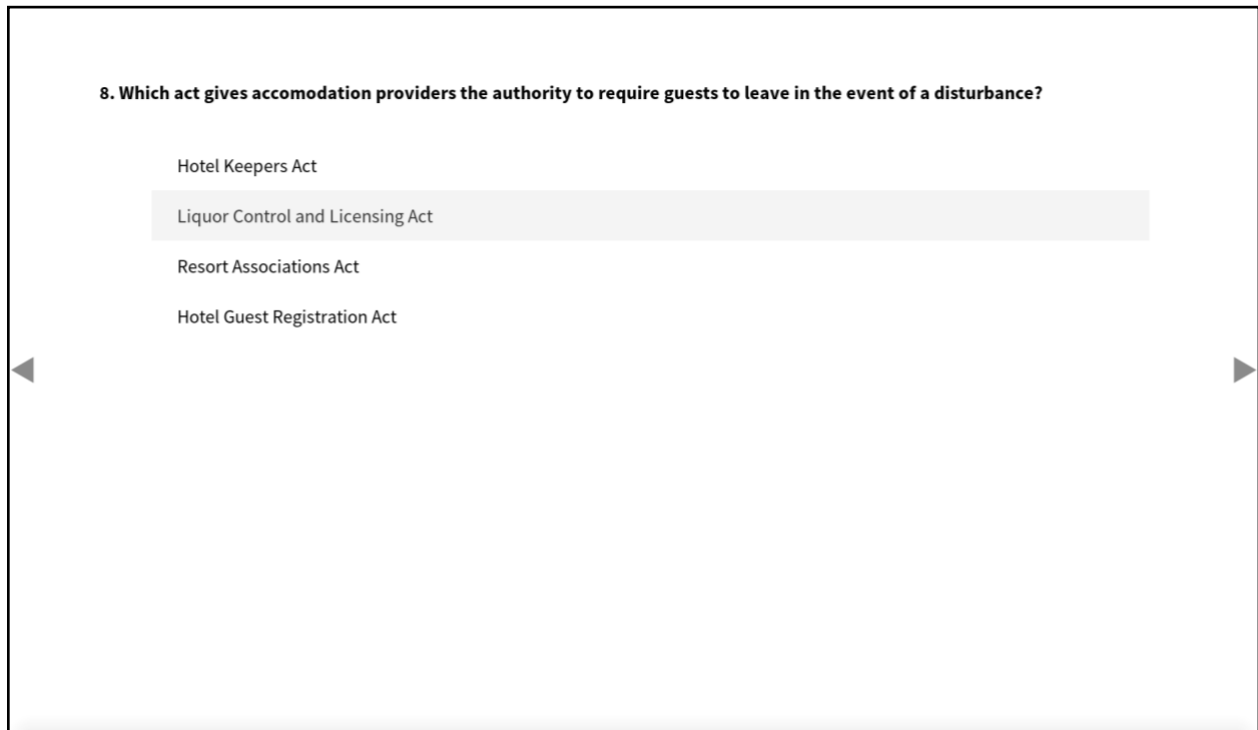 8. Which act gives accomodation providers the authority to require guests to leave in the event of a disturbance?
Hotel Keepers Act
Liquor Control and Licensing Act
Resort Associations Act
Hotel Guest Registration Act